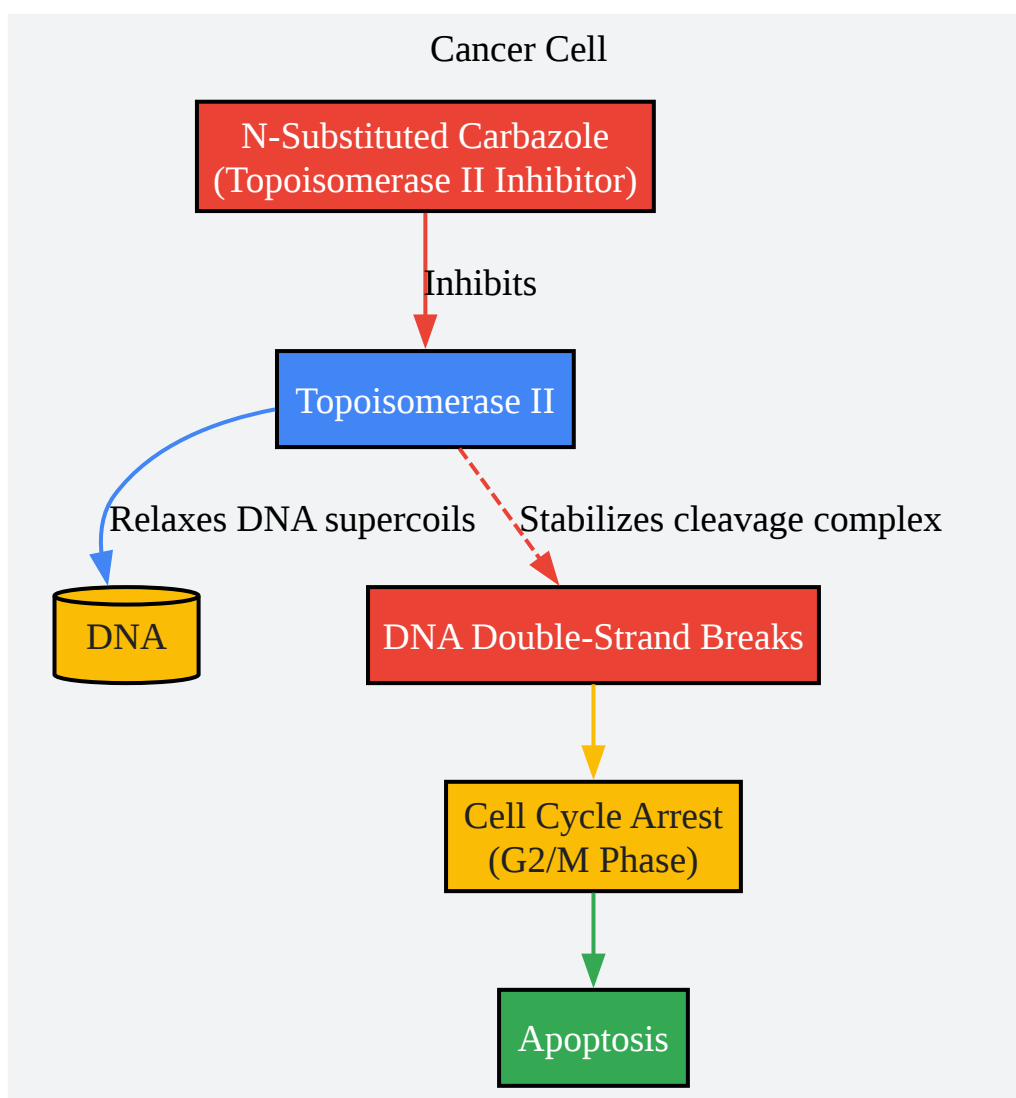 Cancer Cell
N-Substituted Carbazole
(Topoisomerase II Inhibitor)
Inhibits
Topoisomerase II
Relaxes DNA supercoils
Stabilizes cleavage complex
DNA
DNA Double-Strand Breaks
Cell Cycle Arrest
(G2/M Phase)
Apoptosis